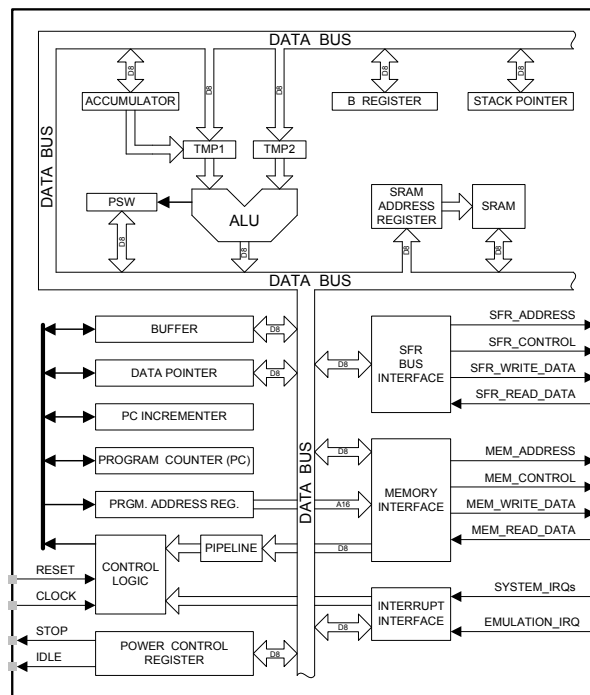 DATA BUS
D8
D8
D8
D8
D8
ACCUMULATOR
B REGISTER
STACK POINTER
DATA BUS
TMP1
TMP2
PSW
ALU
SRAM
ADDRESS
REGISTER
SRAM
D8
D8
D8
D8
DATA BUS
BUFFER
D8
SFR_ADDRESS
SFR_CONTROL
DATA POINTER
D8
D8
SFR
BUS
INTERFACE
SFR_WRITE_DATA
SFR_READ_DATA
PC INCREMENTER
DATA BUS
PROGRAM COUNTER (PC)
D8
MEM_ADDRESS
MEM_CONTROL
PRGM. ADDRESS REG.
A16
MEMORY
INTERFACE
MEM_WRITE_DATA
MEM_READ_DATA
PIPELINE
D8
CONTROL
LOGIC
RESET
CLOCK
SYSTEM_IRQs
INTERRUPT
INTERFACE
STOP
EMULATION_IRQ
D8
POWER CONTROL
REGISTER
D8
IDLE